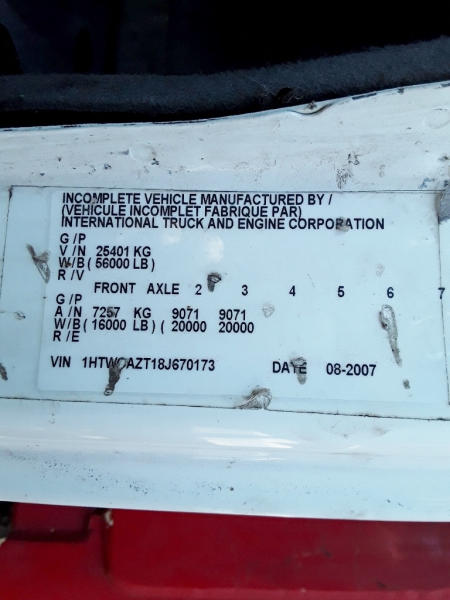 INCOMPLETE VEHICLE MANUFACTURED BY /
(VEHICULE INCOMPLET FABRIQUE PAR)
INTERNATIONAL TRUCK AND ENGINE CORPORATION
G/P
V/N 25401 KG
W/B ( 56000 LB )
R/V
FRONT AXLE 2 3 4 5 6 7
G/P
A/N 7257 KG 9071 9071
W/B ( 16000 LB ) ( 20000 20000
R/E
VIN DATE 08-2007